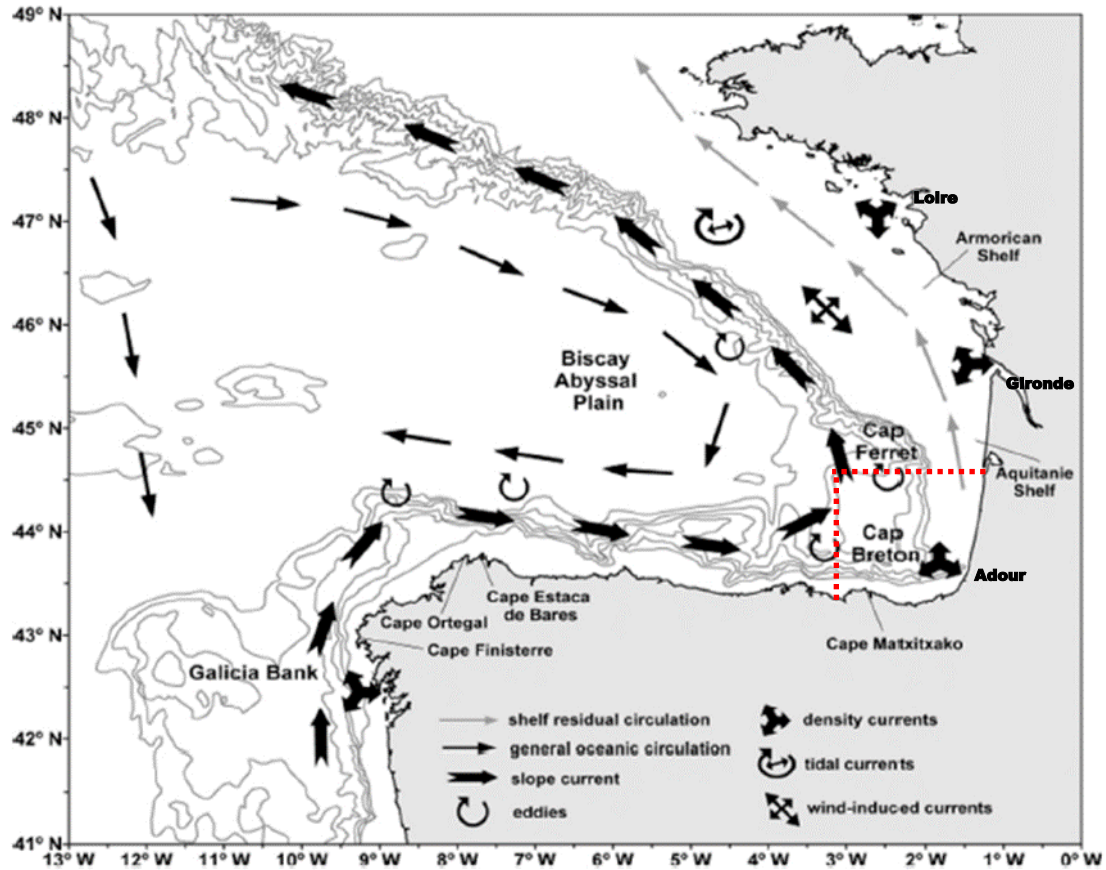 49° N
48° N
47° N
46° N
45° N
44° N
43° N
42° N
41° N
Loire
Armorican
Shelf
Biscay
Abyssal
Plain
Gironde
Cap
Ferret
Aquitanie
Shelf
Cap
Breton
Adour
Cape Estaca
de Bares
Cape Ortegal
Cape Matxitxako
Cape Finisterre
Galicia Bank
shelf residual circulation
general oceanic circulation
slope current
eddies
density currents
tidal currents
wind-induced currents
13° W
12° W
11° W
10° W
9° W
8° W
7° W
6° W
5° W
4° W
3° W
2° W
1° W
0° W